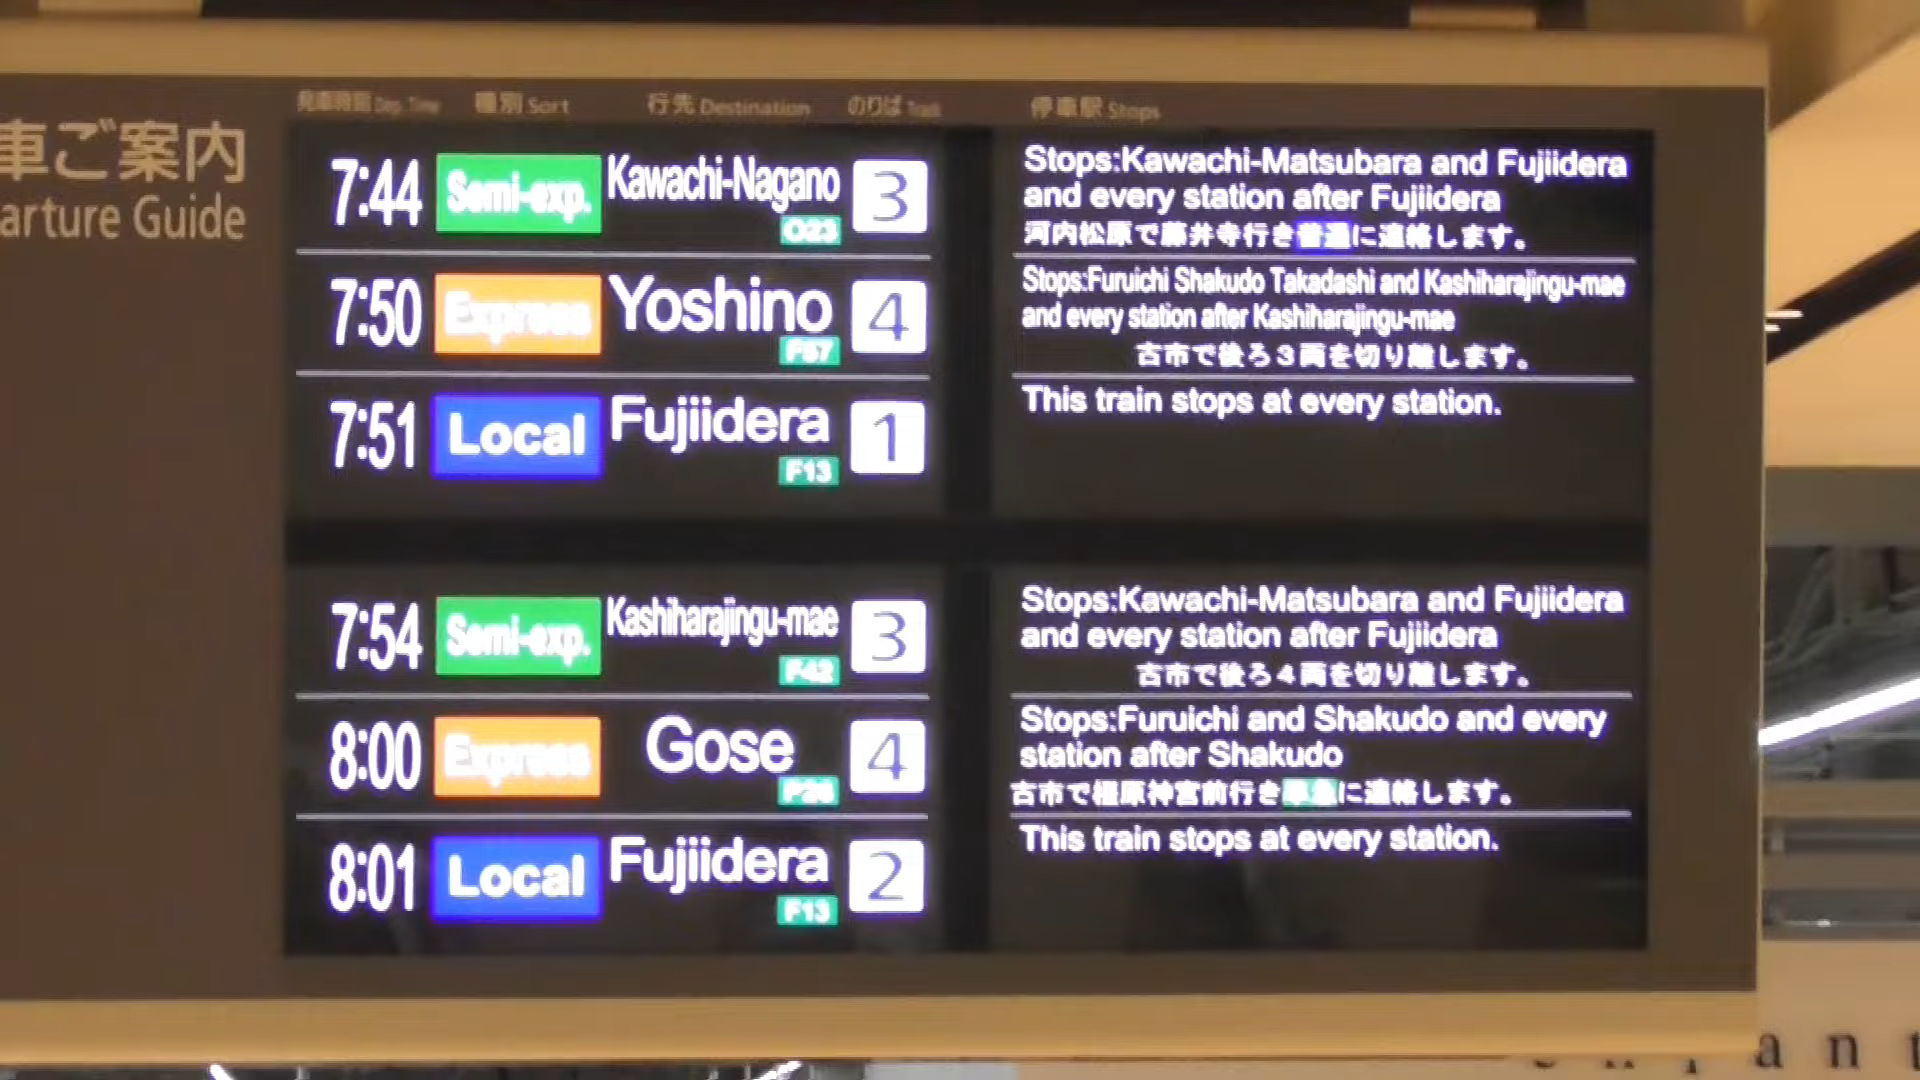 車ご案内
arture Guide
発車時刻 Dep. Time 種別 Sort 行先 Destination のりば Track 停車駅 Stops
7:44 Semi-exp. Kawachi-Nagano O23 3
Stops:Kawachi-Matsubara and Fujiidera
and every station after Fujiidera
河内松原で藤井寺行き普通に連絡します。
7:50 Express Yoshino F57 4
Stops:Furuichi Shakudo Takadashi and Kashiharajingu-mae
and every station after Kashiharajingu-mae
古市で後ろ3両を切り離します。
7:51 Local Fujiidera F13 1
This train stops at every station.
7:54 Semi-exp. Kashiharajingu-mae F42 3
Stops:Kawachi-Matsubara and Fujiidera
and every station after Fujiidera
古市で後ろ4両を切り離します。
8:00 Express Gose P26 4
Stops:Furuichi and Shakudo and every
station after Shakudo
古市で橿原神宮前行き準急に連絡します。
8:01 Local Fujiidera F13 2
This train stops at every station.